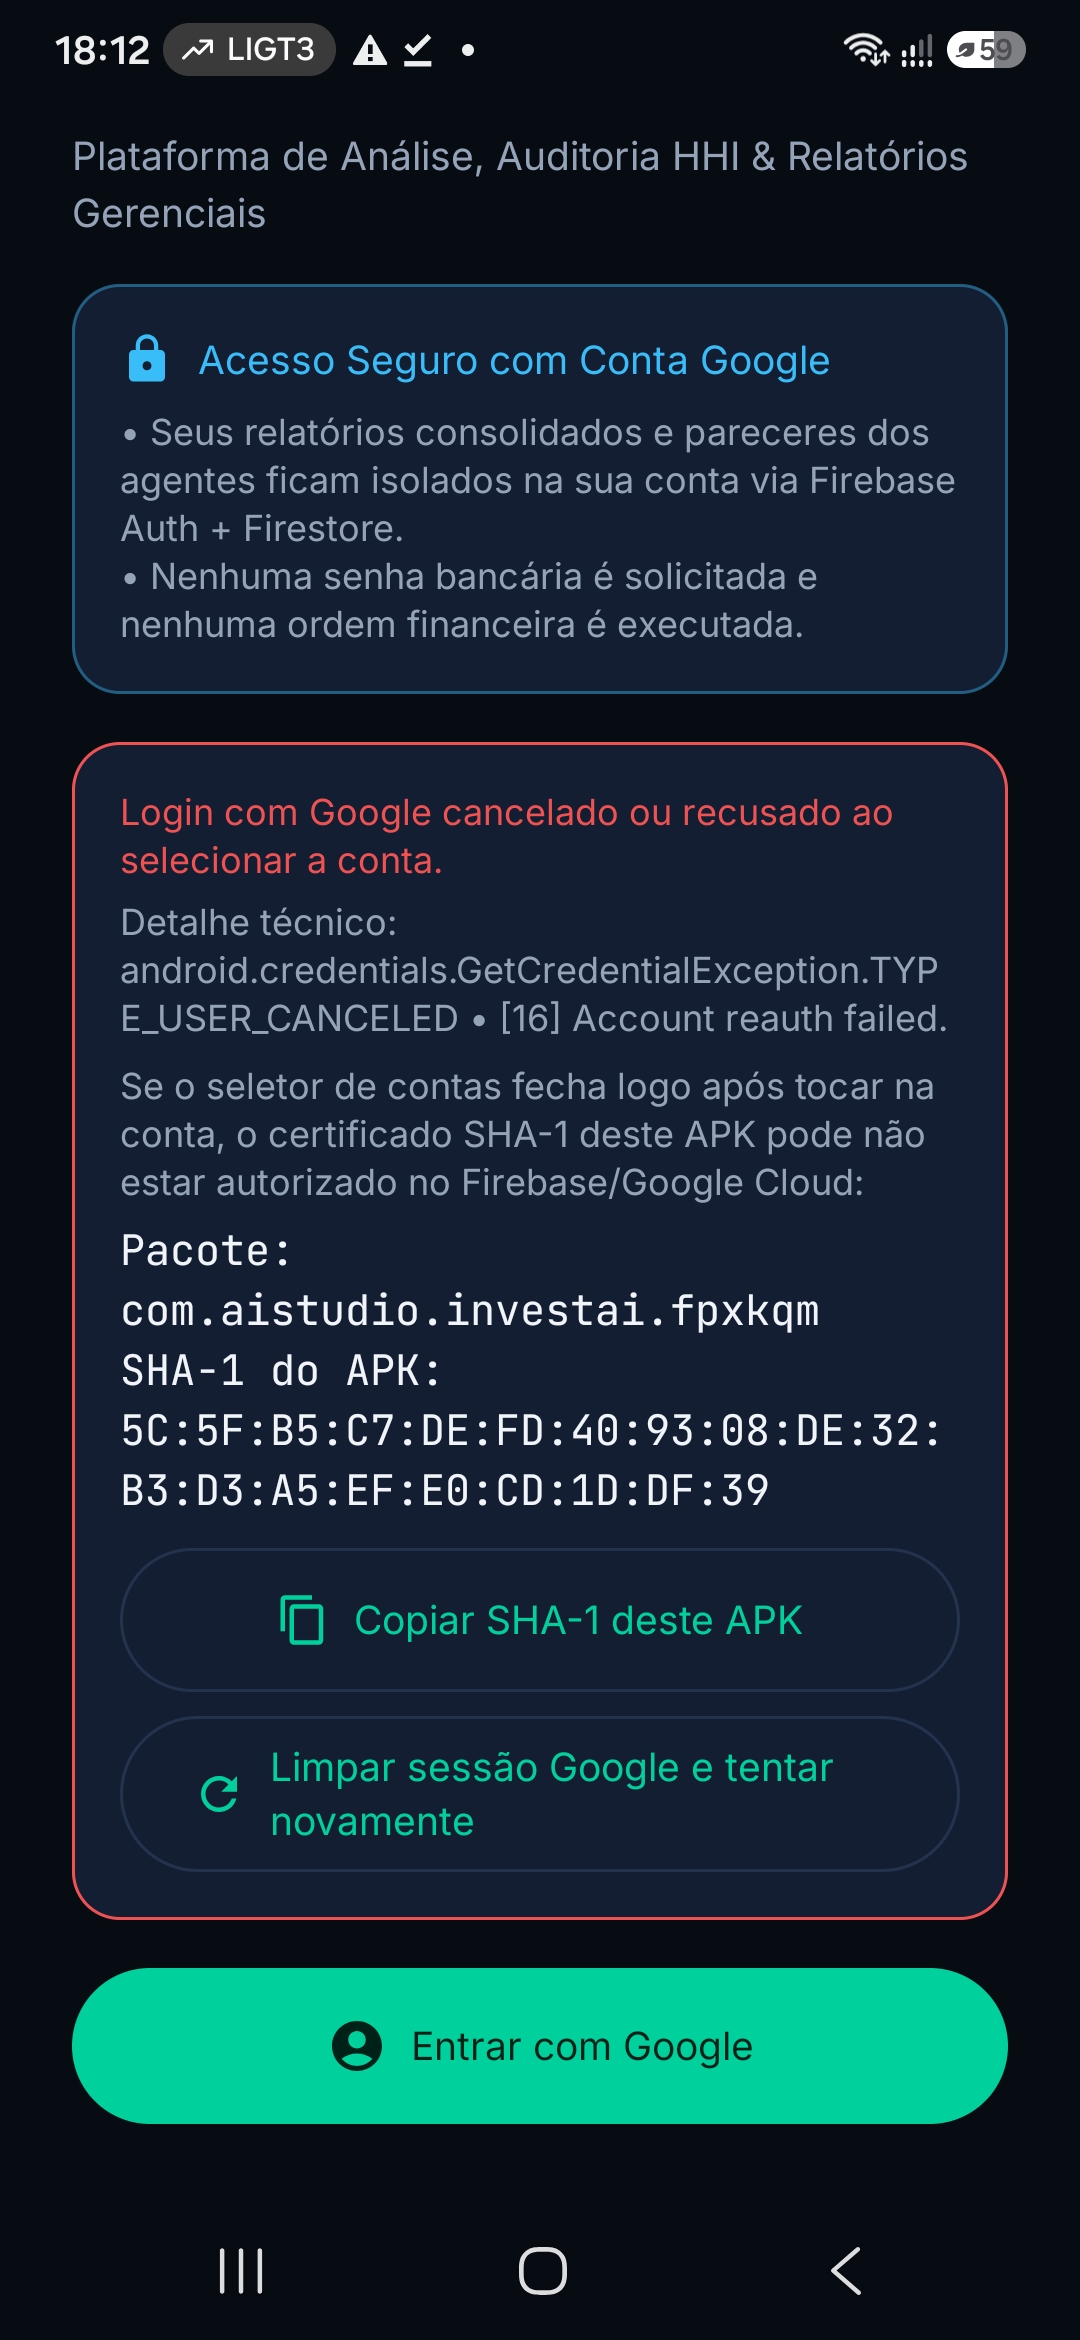 18:12 LIGT3 59
Plataforma de Análise, Auditoria HHI & Relatórios
Gerenciais
Acesso Seguro com Conta Google
• Seus relatórios consolidados e pareceres dos
agentes ficam isolados na sua conta via Firebase
Auth + Firestore.
• Nenhuma senha bancária é solicitada e
nenhuma ordem financeira é executada.
Login com Google cancelado ou recusado ao
selecionar a conta.
Detalhe técnico:
android.credentials.GetCredentialException.TYP
E_USER_CANCELED • [16] Account reauth failed.
Se o seletor de contas fecha logo após tocar na
conta, o certificado SHA-1 deste APK pode não
estar autorizado no Firebase/Google Cloud:
Pacote:
com.aistudio.investai.fpxkqm
SHA-1 do APK:
5C:5F:B5:C7:DE:FD:40:93:08:DE:32:
B3:D3:A5:EF:E0:CD:1D:DF:39
Copiar SHA-1 deste APK
Limpar sessão Google e tentar
novamente
Entrar com Google